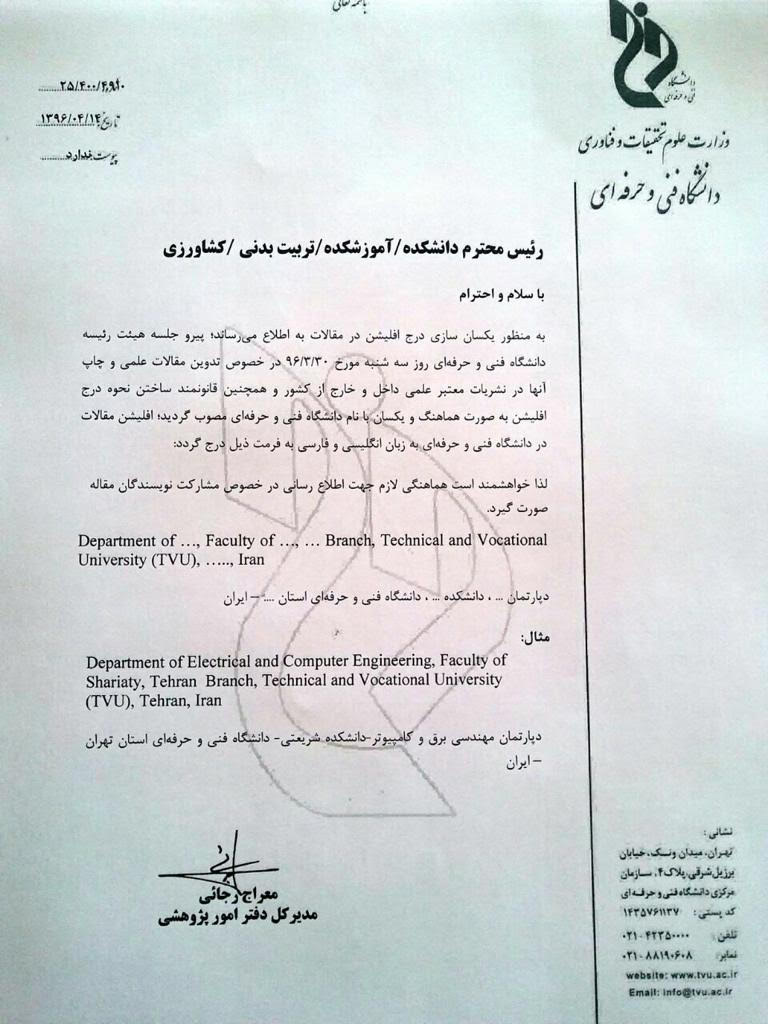 باسمه تعالی
دانشگاه
فنی و حرفه‌ای
وزارت علوم تحقیقات و فناوری
دانشگاه فنی و حرفه ای
۲۵/۴۰۰/۴۹۱۰
تاریخ ۱۳۹۶/۰۴/۱۴
پیوست ندارد
رئیس محترم دانشکده/آموزشکده/تربیت بدنی /کشاورزی
با سلام و احترام
به منظور یکسان سازی درج افلیشن در مقالات به اطلاع می‌رساند؛ پیرو جلسه هیئت رئیسه
دانشگاه فنی و حرفه‌ای روز سه شنبه مورخ ۹۶/۳/۳۰ در خصوص تدوین مقالات علمی و چاپ
آنها در نشریات معتبر علمی داخل و خارج از کشور و همچنین قانونمند ساختن نحوه درج
افلیشن به صورت هماهنگ و یکسان با نام دانشگاه فنی و حرفه‌ای مصوب گردید؛ افلیشن مقالات
در دانشگاه فنی و حرفه‌ای به زبان انگلیسی و فارسی به فرمت ذیل درج گردد:
لذا خواهشمند است هماهنگی لازم جهت اطلاع رسانی در خصوص مشارکت نویسندگان مقاله
صورت گیرد.
Department of …, Faculty of …, … Branch, Technical and Vocational
University (TVU), ….., Iran
دپارتمان ... ، دانشکده ... ، دانشگاه فنی و حرفه‌ای استان .... – ایران
مثال:
Department of Electrical and Computer Engineering, Faculty of
Shariaty, Tehran Branch, Technical and Vocational University
(TVU), Tehran, Iran
دپارتمان مهندسی برق و کامپیوتر-دانشکده شریعتی- دانشگاه فنی و حرفه‌ای استان تهران
– ایران
معراج رجائی
مدیرکل دفتر امور پژوهشی
نشانی :
تهران، میدان ونک، خیابان
برزیل شرقی، پلاک ۴، سازمان
مرکزی دانشگاه فنی و حرفه ای
کد پستی : ۱۴۳۵۷۶۱۱۳۷
تلفن : ۰۲۱-۴۲۳۵۰۰۰۰
نمابر : ۰۲۱-۸۸۱۹۰۶۰۸
website: www.tvu.ac.ir
Email: info@tvu.ac.ir